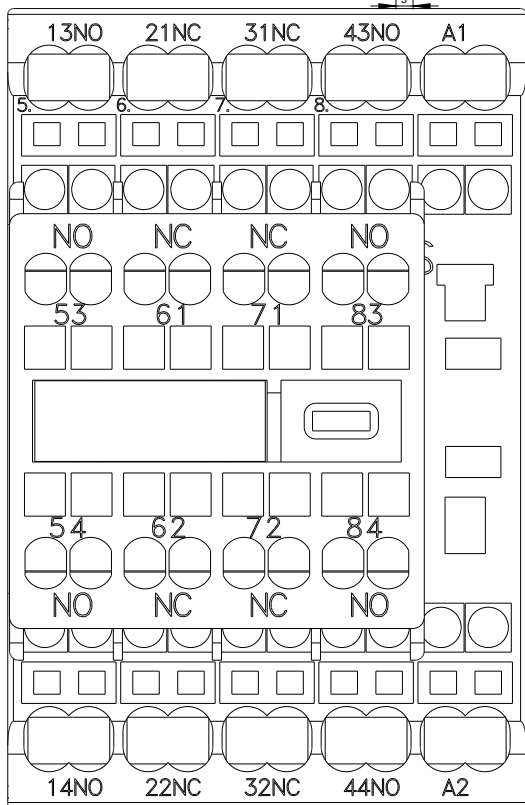 13NO 21NC 31NC 43NO A1
5. 6. 7. 8.
NO NC NC NO
53 61 71 83
54 62 72 84
NO NC NC NO
14NO 22NC 32NC 44NO A2